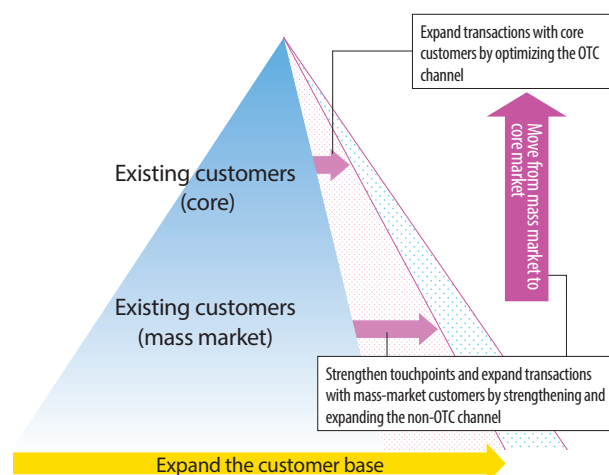 Expand transactions with core
customers by optimizing the OTC
channel
Move from mass market to
core market
Existing customers
(core)
Existing customers
(mass market)
Strengthen touchpoints and expand transactions
with mass-market customers by strengthening and
expanding the non-OTC channel
Expand the customer base